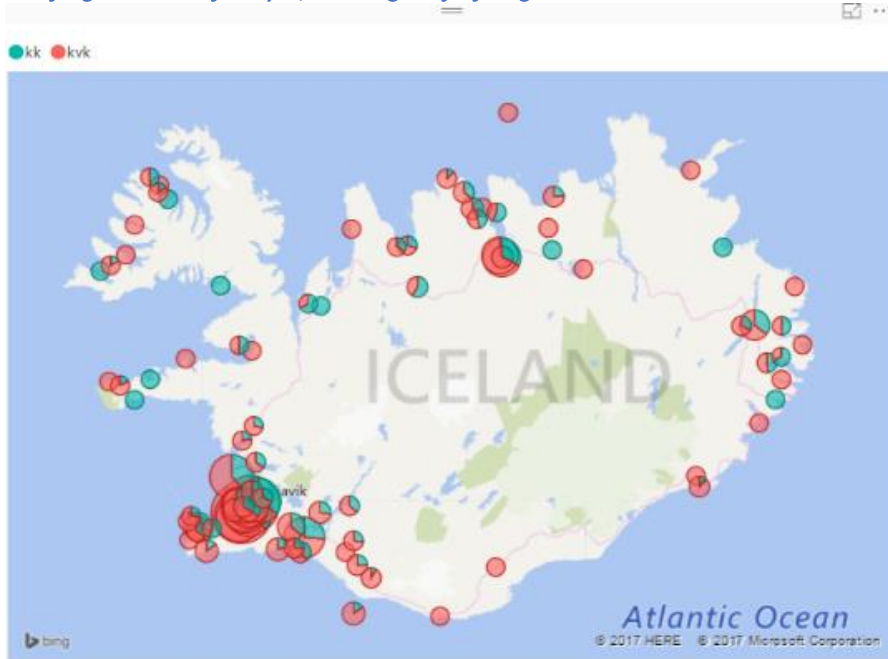 kk kvk
ICELAND
avik
Atlantic Ocean
bing © 2017 HERE © 2017 Microsoft Corporation